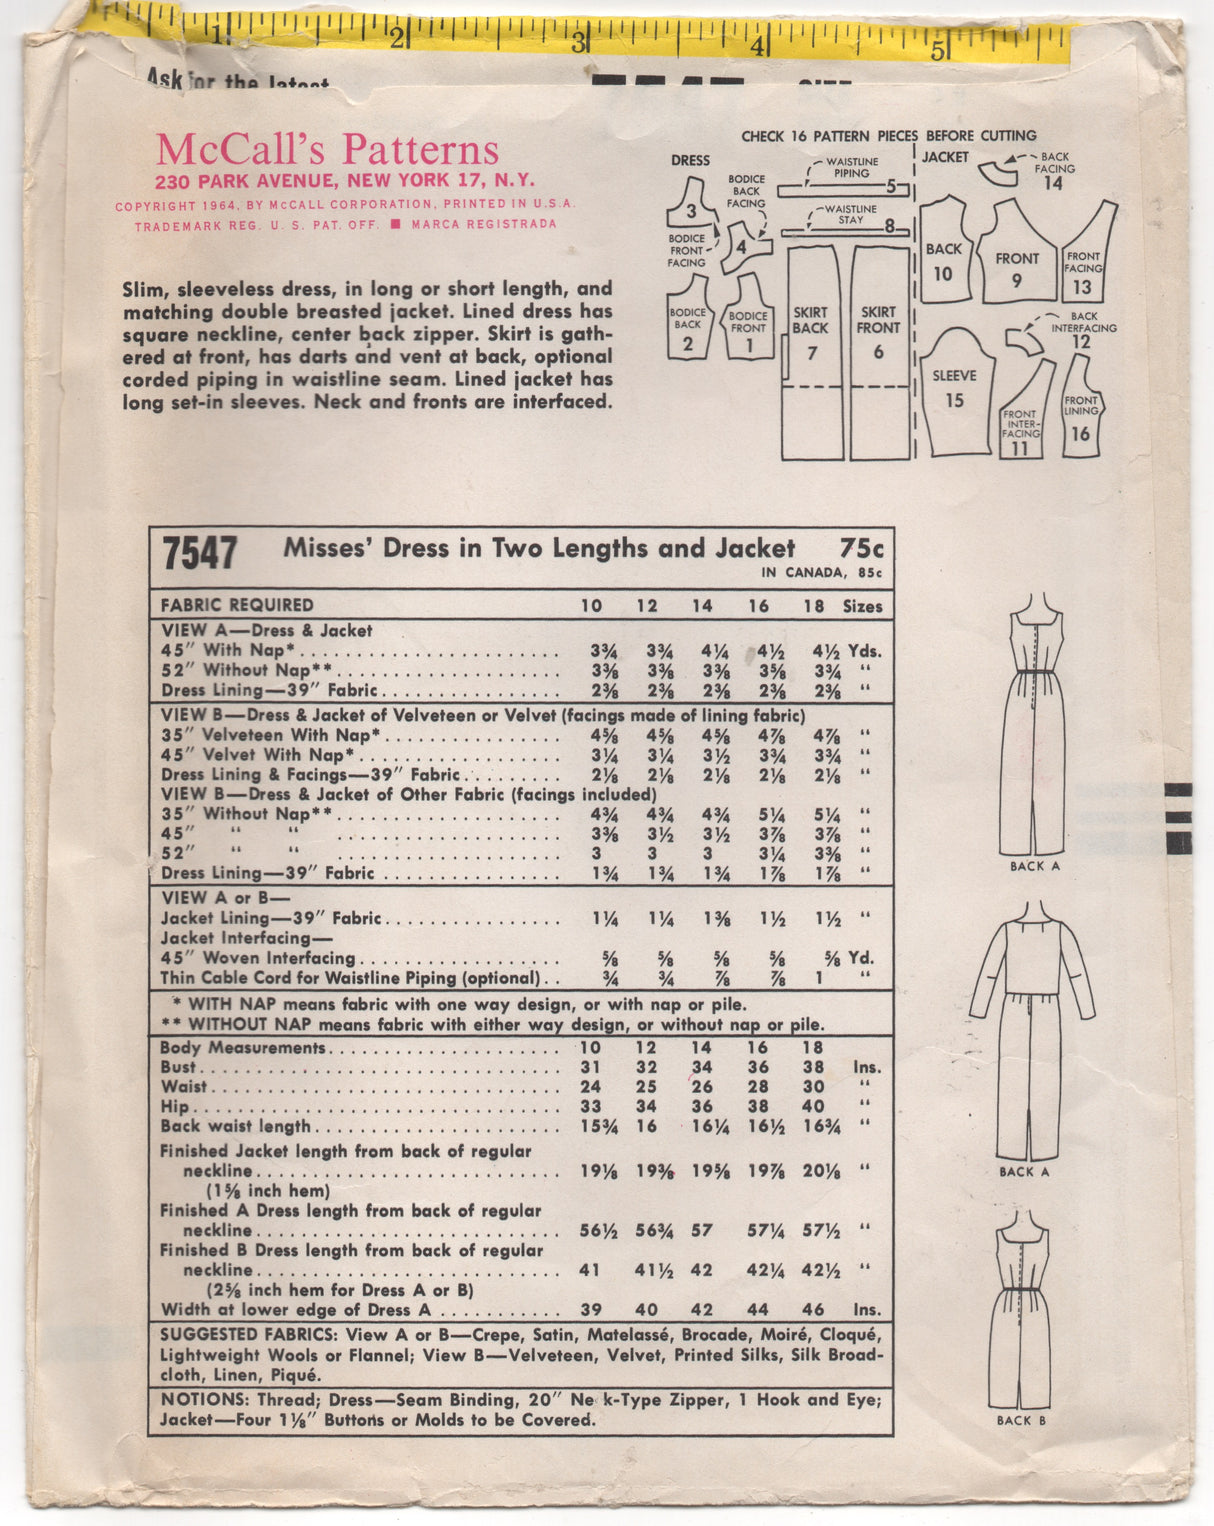 1 2 3 4 5
Ask for the latest
7547 SIZE
McCall's Patterns
230 PARK AVENUE, NEW YORK 17, N.Y.
COPYRIGHT 1964, BY McCALL CORPORATION, PRINTED IN U.S.A.
TRADEMARK REG. U. S. PAT. OFF. ■ MARCA REGISTRADA
Slim, sleeveless dress, in long or short length, and
matching double breasted jacket. Lined dress has
square neckline, center back zipper. Skirt is gath-
ered at front, has darts and vent at back, optional
corded piping in waistline seam. Lined jacket has
long set-in sleeves. Neck and fronts are interfaced.
CHECK 16 PATTERN PIECES BEFORE CUTTING
DRESS
3
BODICE
FRONT
FACING
BODICE
BACK
FACING
4
BODICE
BACK
2
BODICE
FRONT
1
WAISTLINE
PIPING
5
WAISTLINE
STAY
8
SKIRT
BACK
7
SKIRT
FRONT
6
JACKET
BACK
FACING
14
BACK
10
FRONT
9
FRONT
FACING
13
BACK
INTERFACING
12
SLEEVE
15
FRONT
INTER-
FACING
11
FRONT
LINING
16
7547 Misses' Dress in Two Lengths and Jacket 75c
IN CANADA, 85c
FABRIC REQUIRED 10 12 14 16 18 Sizes
VIEW A—Dress & Jacket
45″ With Nap* 3¾ 3¾ 4¼ 4½ 4½ Yds.
52″ Without Nap** 3⅜ 3⅜ 3⅜ 3⅝ 3¾ "
Dress Lining—39″ Fabric 2⅜ 2⅜ 2⅜ 2⅜ 2⅜ "
VIEW B—Dress & Jacket of Velveteen or Velvet (facings made of lining fabric)
35″ Velveteen With Nap* 4⅝ 4⅝ 4⅝ 4⅞ 4⅞ "
45″ Velvet With Nap* 3¼ 3¼ 3½ 3¾ 3¾ "
Dress Lining & Facings—39″ Fabric 2⅛ 2⅛ 2⅛ 2⅛ 2⅛ "
VIEW B—Dress & Jacket of Other Fabric (facings included)
35″ Without Nap** 4¾ 4¾ 4¾ 5¼ 5¼ "
45″ " " 3⅜ 3½ 3½ 3⅞ 3⅞ "
52″ " " 3 3 3 3¼ 3⅜ "
Dress Lining—39″ Fabric 1¾ 1¾ 1¾ 1⅞ 1⅞ "
VIEW A or B—
Jacket Lining—39″ Fabric 1¼ 1¼ 1⅜ 1½ 1½ "
Jacket Interfacing—
45″ Woven Interfacing ⅝ ⅝ ⅝ ⅝ ⅝ Yd.
Thin Cable Cord for Waistline Piping (optional) ¾ ¾ ⅞ ⅞ 1 "
* WITH NAP means fabric with one way design, or with nap or pile.
** WITHOUT NAP means fabric with either way design, or without nap or pile.
Body Measurements 10 12 14 16 18
Bust 31 32 34 36 38 Ins.
Waist 24 25 26 28 30 "
Hip 33 34 36 38 40 "
Back waist length 15¾ 16 16¼ 16½ 16¾ "
Finished Jacket length from back of regular
neckline 19⅛ 19⅜ 19⅝ 19⅞ 20⅛ "
(1⅝ inch hem)
Finished A Dress length from back of regular
neckline 56½ 56¾ 57 57¼ 57½ "
Finished B Dress length from back of regular
neckline 41 41½ 42 42¼ 42½ "
(2⅝ inch hem for Dress A or B)
Width at lower edge of Dress A 39 40 42 44 46 Ins.
SUGGESTED FABRICS: View A or B—Crepe, Satin, Matelassé, Brocade, Moiré, Cloqué,
Lightweight Wools or Flannel; View B—Velveteen, Velvet, Printed Silks, Silk Broad-
cloth, Linen, Piqué.
NOTIONS: Thread; Dress—Seam Binding, 20″ Ne k-Type Zipper, 1 Hook and Eye;
Jacket—Four 1⅛″ Buttons or Molds to be Covered.
BACK A
BACK A
BACK B